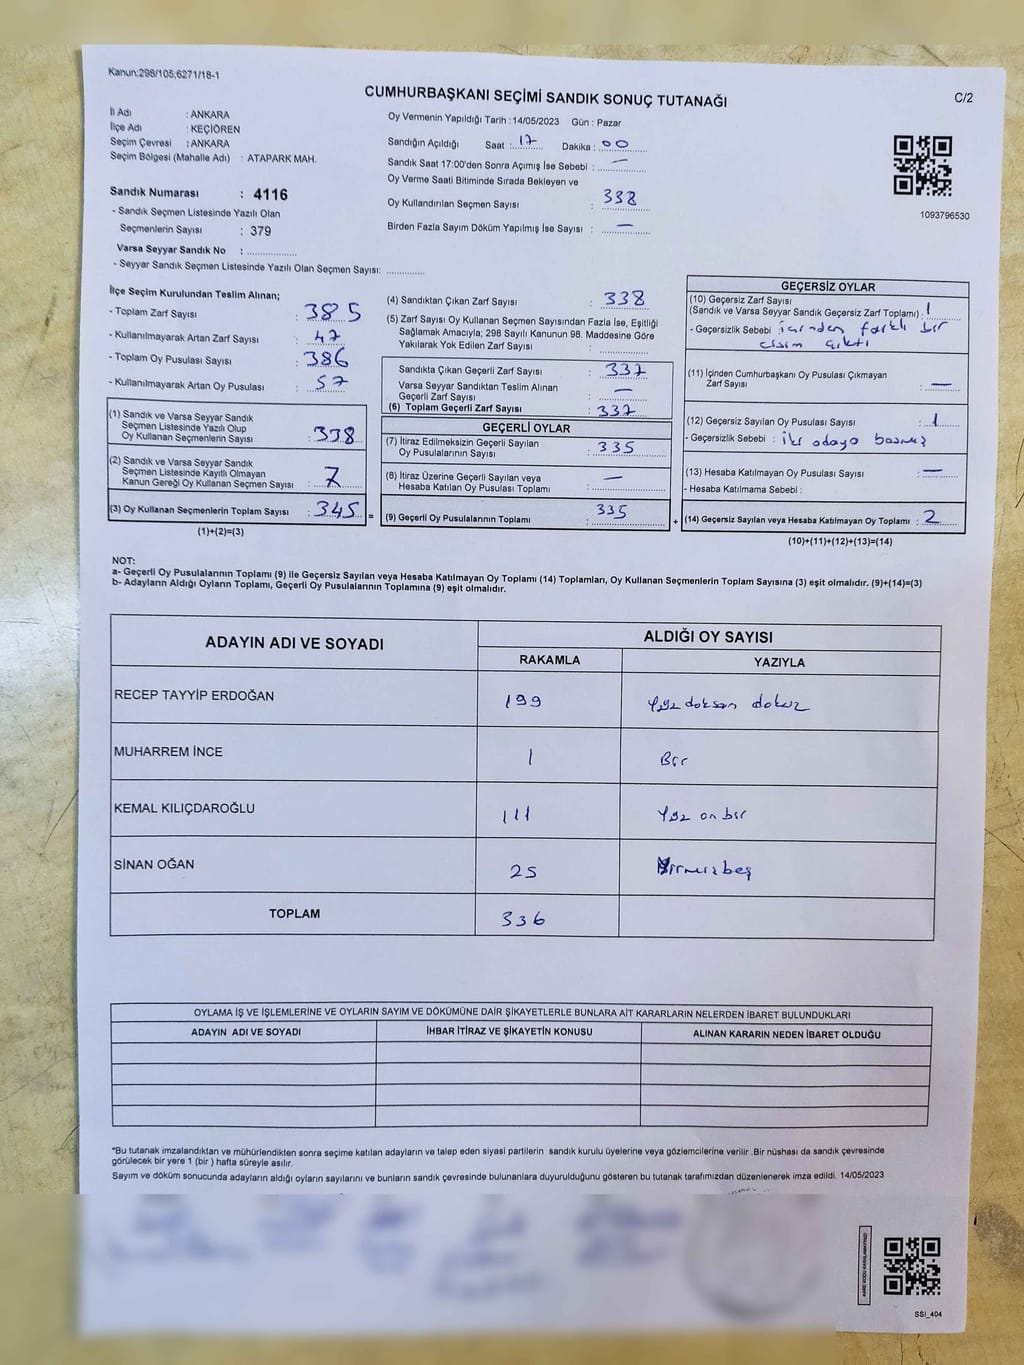 Kanun:298/105,6271/18-1
C/2
CUMHURBAŞKANI SEÇİMİ SANDIK SONUÇ TUTANAĞI
İl Adı : ANKARA
İlçe Adı : KEÇİÖREN
Seçim Çevresi : ANKARA
Seçim Bölgesi (Mahalle Adı) : ATAPARK MAH.
Sandık Numarası : 4116
- Sandık Seçmen Listesinde Yazılı Olan
Seçmenlerin Sayısı : 379
Varsa Seyyar Sandık No :
- Seyyar Sandık Seçmen Listesinde Yazılı Olan Seçmen Sayısı:
Oy Vermenin Yapıldığı Tarih :14/05/2023 Gün : Pazar
Sandığın Açıldığı Saat : 17 Dakika : 00
Sandık Saat 17:00'den Sonra Açımış İse Sebebi : —
Oy Verme Saati Bitiminde Sırada Bekleyen ve
Oy Kullandırılan Seçmen Sayısı : 338
Birden Fazla Sayım Döküm Yapılmış İse Sayısı : —
1093796530
İlçe Seçim Kurulundan Teslim Alınan;
- Toplam Zarf Sayısı : 385
- Kullanılmayarak Artan Zarf Sayısı : 47
- Toplam Oy Pusulası Sayısı : 386
- Kullanılmayarak Artan Oy Pusulası : 57
(1) Sandık ve Varsa Seyyar Sandık
Seçmen Listesinde Yazılı Olup
Oy Kullanan Seçmenlerin Sayısı : 338
(2) Sandık ve Varsa Seyyar Sandık
Seçmen Listesinde Kayıtlı Olmayan
Kanun Gereği Oy Kullanan Seçmen Sayısı : 7
(3) Oy Kullanan Seçmenlerin Toplam Sayısı : 345 =
(1)+(2)=(3)
(4) Sandıktan Çıkan Zarf Sayısı : 338
(5) Zarf Sayısı Oy Kullanan Seçmen Sayısından Fazla İse, Eşitliği
Sağlamak Amacıyla; 298 Sayılı Kanunun 98. Maddesine Göre
Yakılarak Yok Edilen Zarf Sayısı :
Sandıkta Çıkan Geçerli Zarf Sayısı : 337
Varsa Seyyar Sandıktan Teslim Alınan
Geçerli Zarf Sayısı : —
(6) Toplam Geçerli Zarf Sayısı : 337
GEÇERLİ OYLAR
(7) İtiraz Edilmeksizin Geçerli Sayılan
Oy Pusulalarının Sayısı : 335
(8) İtiraz Üzerine Geçerli Sayılan veya
Hesaba Katılan Oy Pusulası Toplamı : —
(9) Geçerli Oy Pusulalarının Toplamı : 335 +
GEÇERSİZ OYLAR
(10) Geçersiz Zarf Sayısı
(Sandık ve Varsa Seyyar Sandık Geçersiz Zarf Toplamı) : 1
- Geçersizlik Sebebi : içinden farklı bir
cisim çıktı
(11) İçinden Cumhurbaşkanı Oy Pusulası Çıkmayan
Zarf Sayısı : —
(12) Geçersiz Sayılan Oy Pusulası Sayısı : 1
- Geçersizlik Sebebi : iki adaya basmış
(13) Hesaba Katılmayan Oy Pusulası Sayısı : —
- Hesaba Katılmama Sebebi :
(14) Geçersiz Sayılan veya Hesaba Katılmayan Oy Toplamı : 2
(10)+(11)+(12)+(13)=(14)
NOT:
a- Geçerli Oy Pusulalarının Toplamı (9) ile Geçersiz Sayılan veya Hesaba Katılmayan Oy Toplamı (14) Toplamları, Oy Kullanan Seçmenlerin Toplam Sayısına (3) eşit olmalıdır. (9)+(14)=(3)
b- Adayların Aldığı Oyların Toplamı, Geçerli Oy Pusulalarının Toplamına (9) eşit olmalıdır.
ADAYIN ADI VE SOYADI
ALDIĞI OY SAYISI
RAKAMLA YAZIYLA
RECEP TAYYİP ERDOĞAN 199 Yüz doksan dokuz
MUHARREM İNCE 1 Bir
KEMAL KILIÇDAROĞLU 111 Yüz on bir
SİNAN OĞAN 25 Yirmi beş
TOPLAM 336
OYLAMA İŞ VE İŞLEMLERİNE VE OYLARIN SAYIM VE DÖKÜMÜNE DAİR ŞİKAYETLERLE BUNLARA AİT KARARLARIN NELERDEN İBARET BULUNDUKLARI
ADAYIN ADI VE SOYADI İHBAR İTİRAZ VE ŞİKAYETİN KONUSU ALINAN KARARIN NEDEN İBARET OLDUĞU
*Bu tutanak imzalandıktan ve mühürlendikten sonra seçime katılan adayların ve talep eden siyasi partilerin sandık kurulu üyelerine veya gözlemcilerine verilir .Bir nüshası da sandık çevresinde
görülecek bir yere 1 (bir ) hafta süreyle asılır.
Sayım ve döküm sonucunda adayların aldığı oyların sayılarını ve bunların sandık çevresinde bulunanlara duyurulduğunu gösteren bu tutanak tarafımızdan düzenlenerek imza edildi. 14/05/2023
KARE KODU KARALAMAYINIZ!
SSI_404